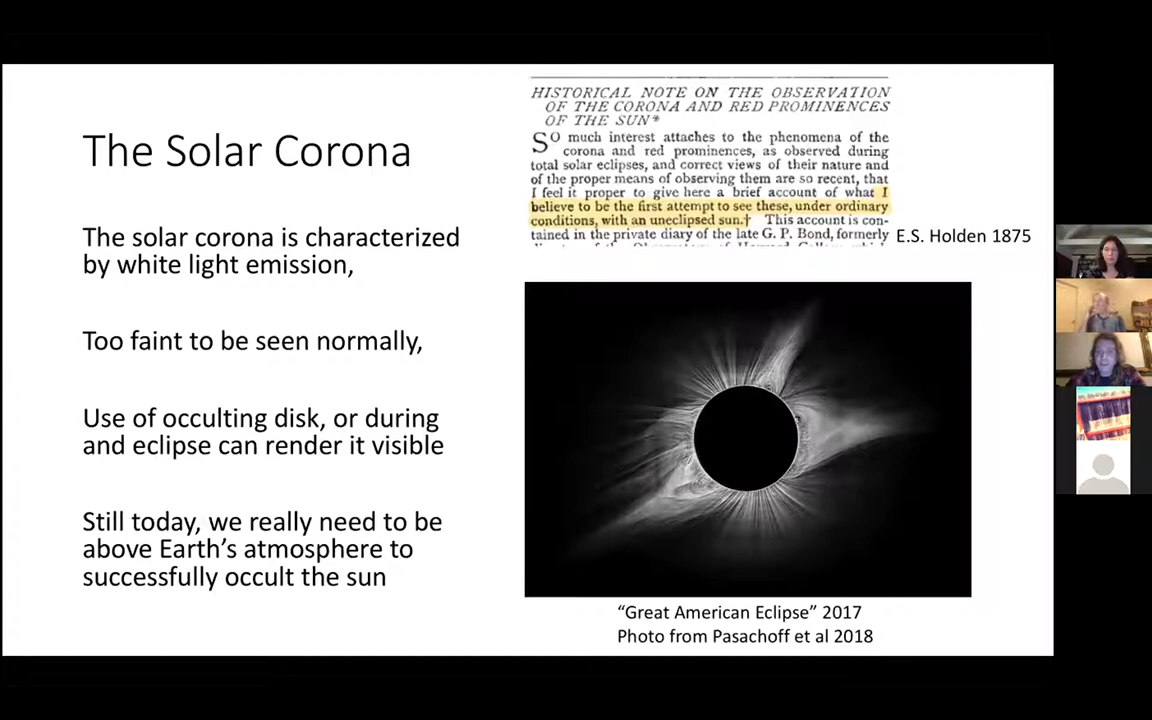 The Solar Corona
The solar corona is characterized
by white light emission,
Too faint to be seen normally,
Use of occulting disk, or during
and eclipse can render it visible
Still today, we really need to be
above Earth’s atmosphere to
successfully occult the sun
HISTORICAL NOTE ON THE OBSERVATION
OF THE CORONA AND RED PROMINENCES
OF THE SUN*
SO much interest attaches to the phenomena of the
corona and red prominences, as observed during
total solar eclipses, and correct views of their nature and
of the proper means of observing them are so recent, that
I feel it proper to give here a brief account of what I
believe to be the first attempt to see these, under ordinary
conditions, with an uneclipsed sun.† This account is con-
tained in the private diary of the late G. P. Bond, formerly
E.S. Holden 1875
“Great American Eclipse” 2017
Photo from Pasachoff et al 2018